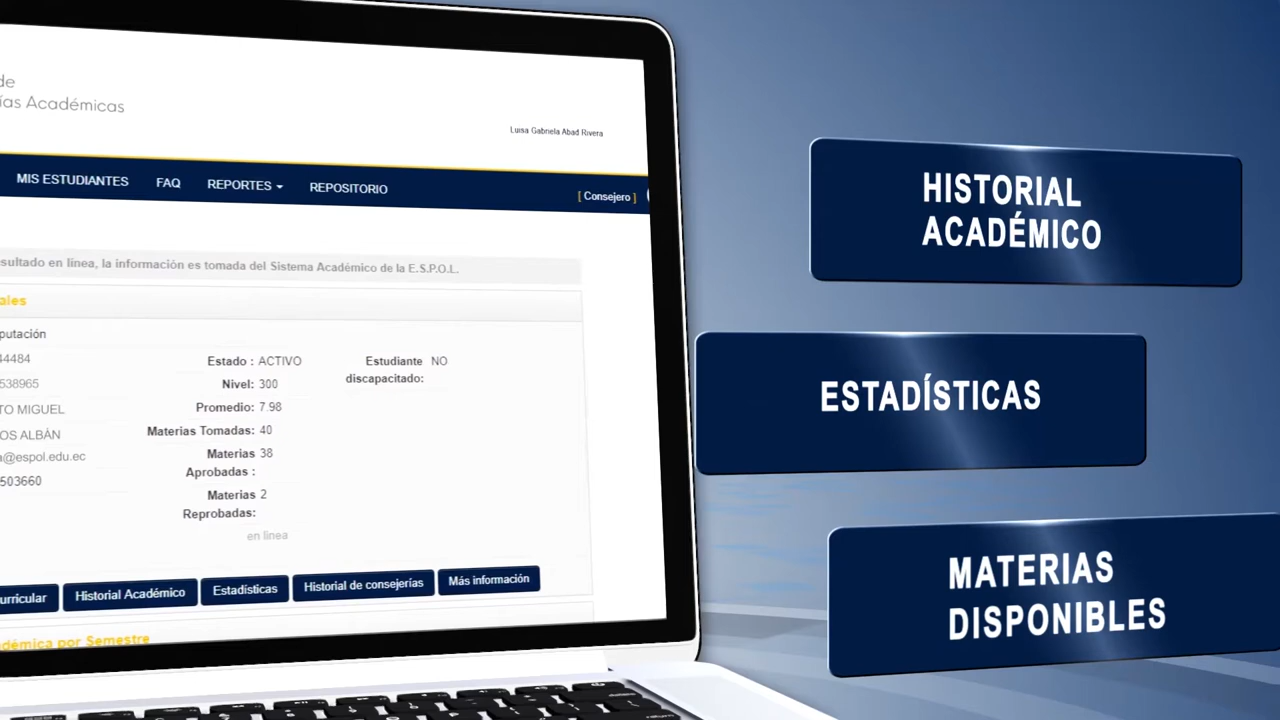 de
ías Académicas
Luisa Gabriela Abad Rivera
MIS ESTUDIANTES FAQ REPORTES REPOSITORIO [ Consejero ]
sultado en línea, la información es tomada del Sistema Académico de la E.S.P.O.L.
ales
putación
44484
538965
TO MIGUEL
OS ALBÁN
a@espol.edu.ec
503660
Estado : ACTIVO
Nivel: 300
Promedio: 7.98
Materias Tomadas: 40
Materias 38
Aprobadas :
Materias 2
Reprobadas:
en linea
Estudiante NO
discapacitado:
urricular Historial Académico Estadísticas Historial de consejerías Más información
démica por Semestre
HISTORIAL
ACADÉMICO
ESTADÍSTICAS
MATERIAS
DISPONIBLES